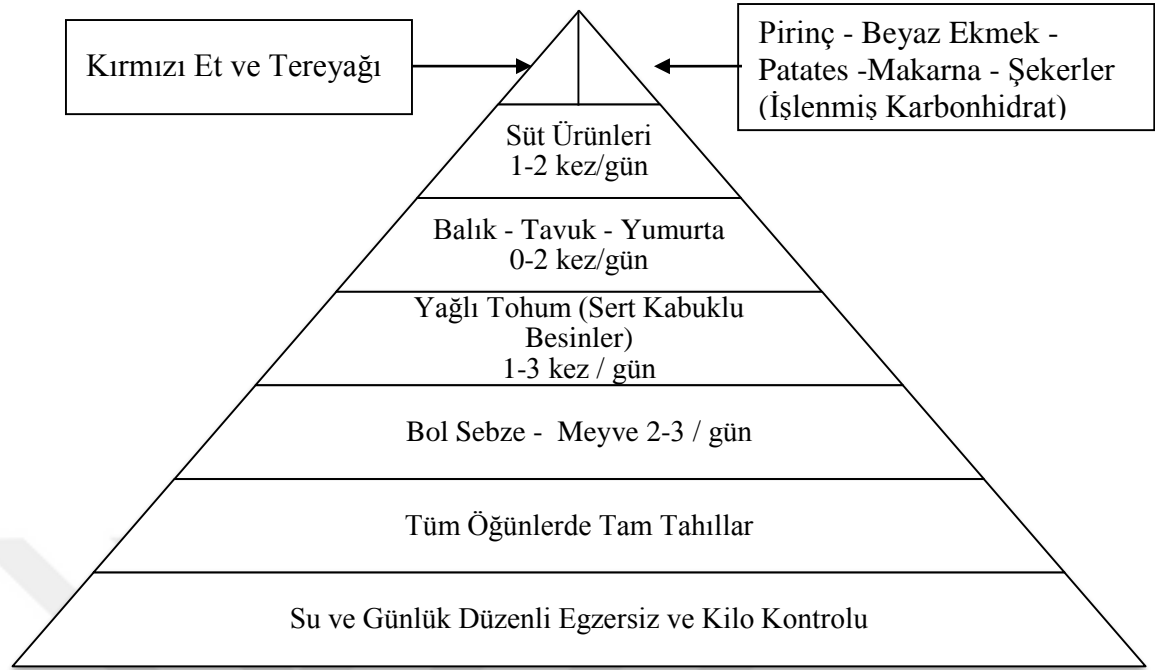 Kırmızı Et ve Tereyağı
Pirinç - Beyaz Ekmek -
Patates -Makarna - Şekerler
(İşlenmiş Karbonhidrat)
Süt Ürünleri
1-2 kez/gün
Balık - Tavuk - Yumurta
0-2 kez/gün
Yağlı Tohum (Sert Kabuklu
Besinler)
1-3 kez / gün
Bol Sebze - Meyve 2-3 / gün
Tüm Öğünlerde Tam Tahıllar
Su ve Günlük Düzenli Egzersiz ve Kilo Kontrolu